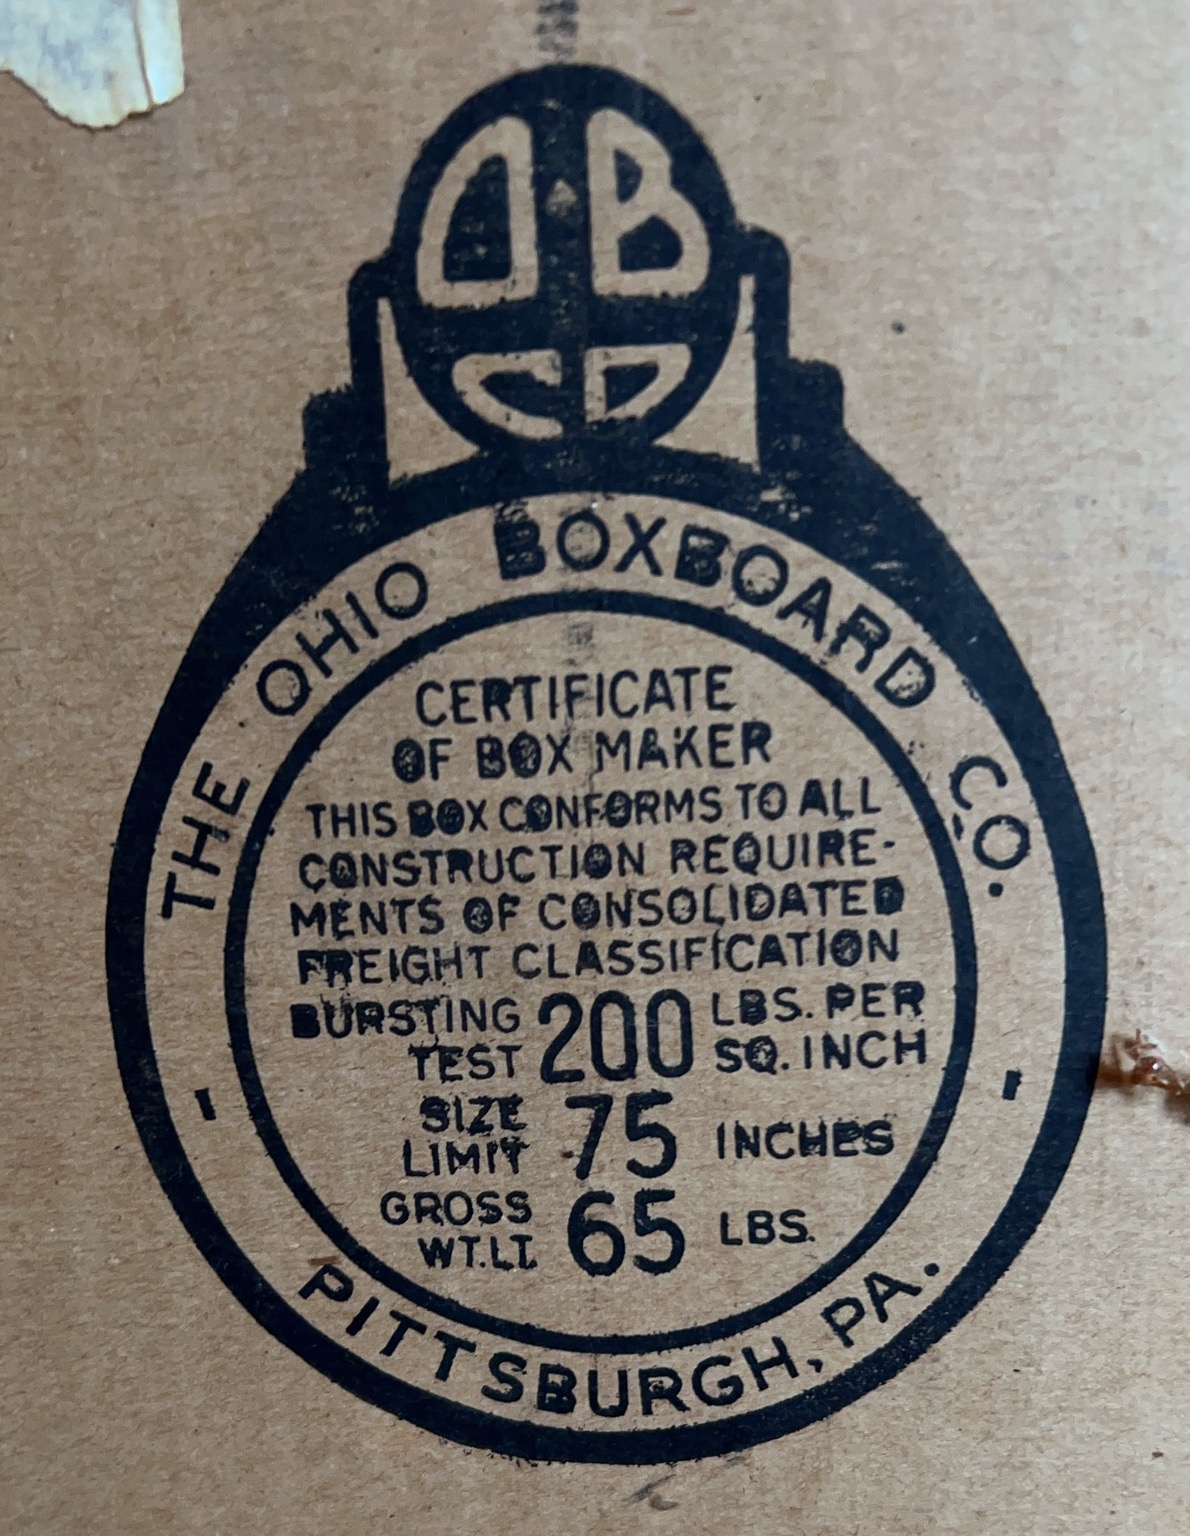 OB
CO
THE OHIO BOXBOARD CO.
CERTIFICATE
OF BOX MAKER
THIS BOX CONFORMS TO ALL
CONSTRUCTION REQUIRE-
MENTS OF CONSOLIDATED
FREIGHT CLASSIFICATION
BURSTING TEST 200 LBS. PER SQ. INCH
SIZE LIMIT 75 INCHES
GROSS WT. LT. 65 LBS.
PITTSBURGH, PA.